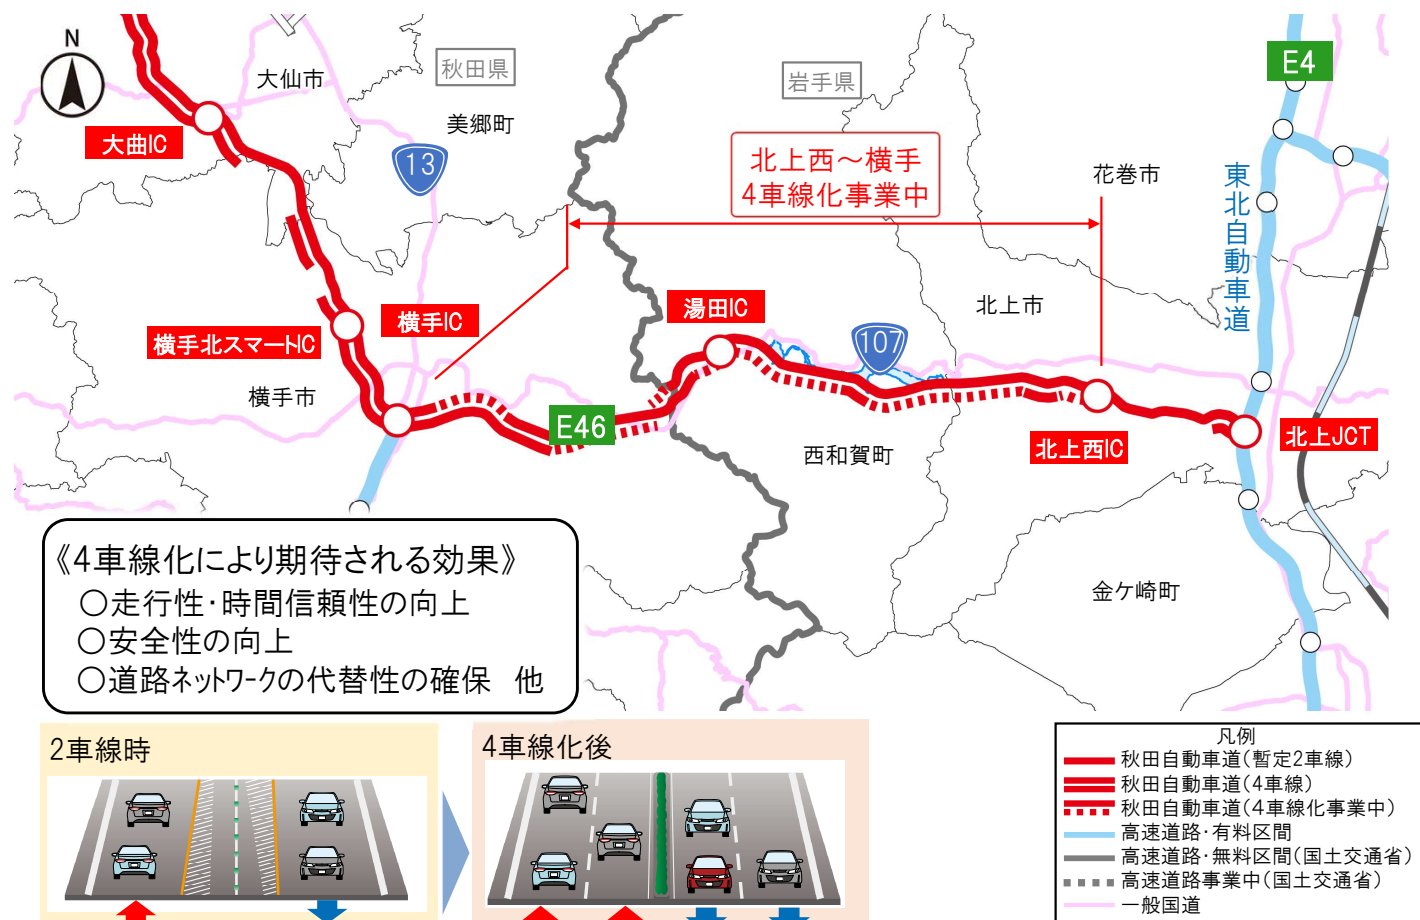 N
大仙市
秋田県
岩手県
E4
大曲IC
美郷町
13
北上西～横手
4車線化事業中
花巻市
東北自動車道
横手北スマートIC
横手IC
湯田IC
北上市
107
横手市
E46
西和賀町
北上西IC
北上JCT
金ケ崎町
《4車線化により期待される効果》
○走行性・時間信頼性の向上
○安全性の向上
○道路ネットワークの代替性の確保 他
2車線時
4車線化後
凡例
秋田自動車道(暫定2車線)
秋田自動車道(4車線)
秋田自動車道(4車線化事業中)
高速道路・有料区間
高速道路・無料区間(国土交通省)
高速道路事業中(国土交通省)
一般国道